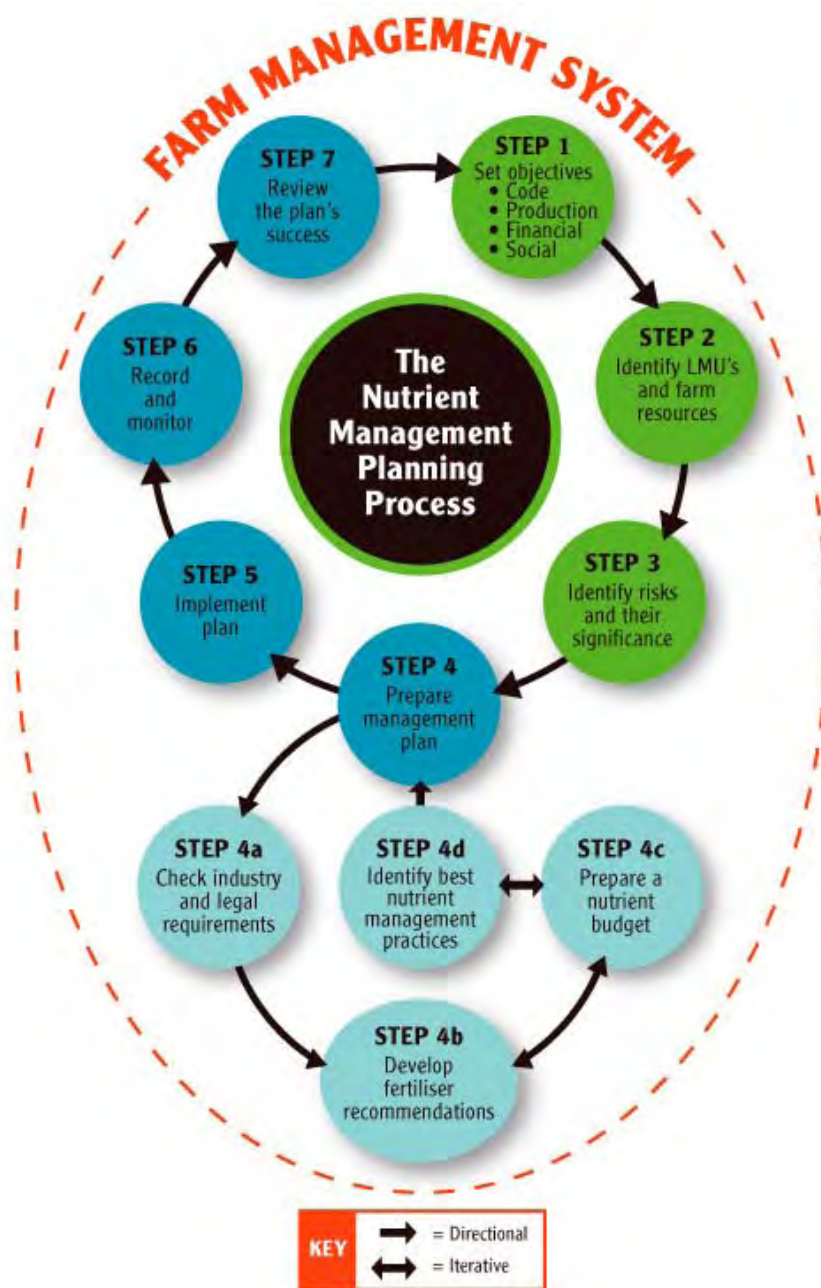 FARM MANAGEMENT SYSTEM
STEP 1
Set objectives
• Code
• Production
• Financial
• Social
STEP 2
Identify LMU's
and farm
resources
STEP 3
Identify risks
and their
significance
STEP 4
Prepare
management
plan
STEP 4a
Check industry
and legal
requirements
STEP 4b
Develop
fertiliser
recommendations
STEP 4c
Prepare a
nutrient
budget
STEP 4d
Identify best
nutrient
management
practices
STEP 5
Implement
plan
STEP 6
Record
and
monitor
STEP 7
Review
the plan's
success
The
Nutrient
Management
Planning
Process
KEY
= Directional
= Iterative